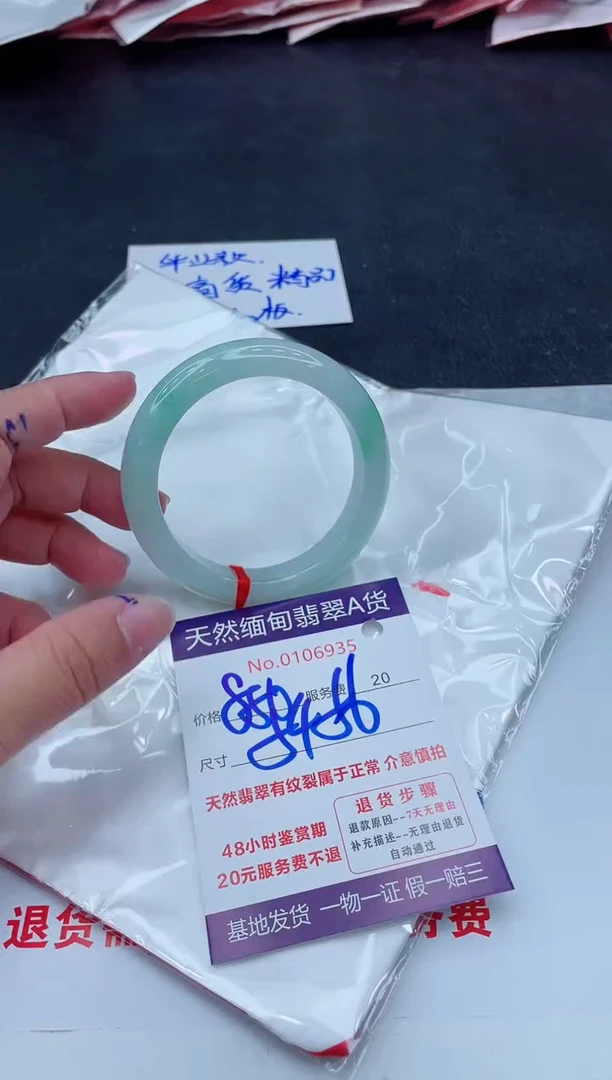 高级 精品
天然缅甸翡翠A货
No.0106935
价格 服务费 20
尺寸
天然翡翠有纹裂属于正常 介意慎拍
48小时鉴赏期
20元服务费不退
退货步骤
退款原因--7天无理由
补充描述--无理由退货
自动通过
基地发货 一物一证 假一赔三
退货
费